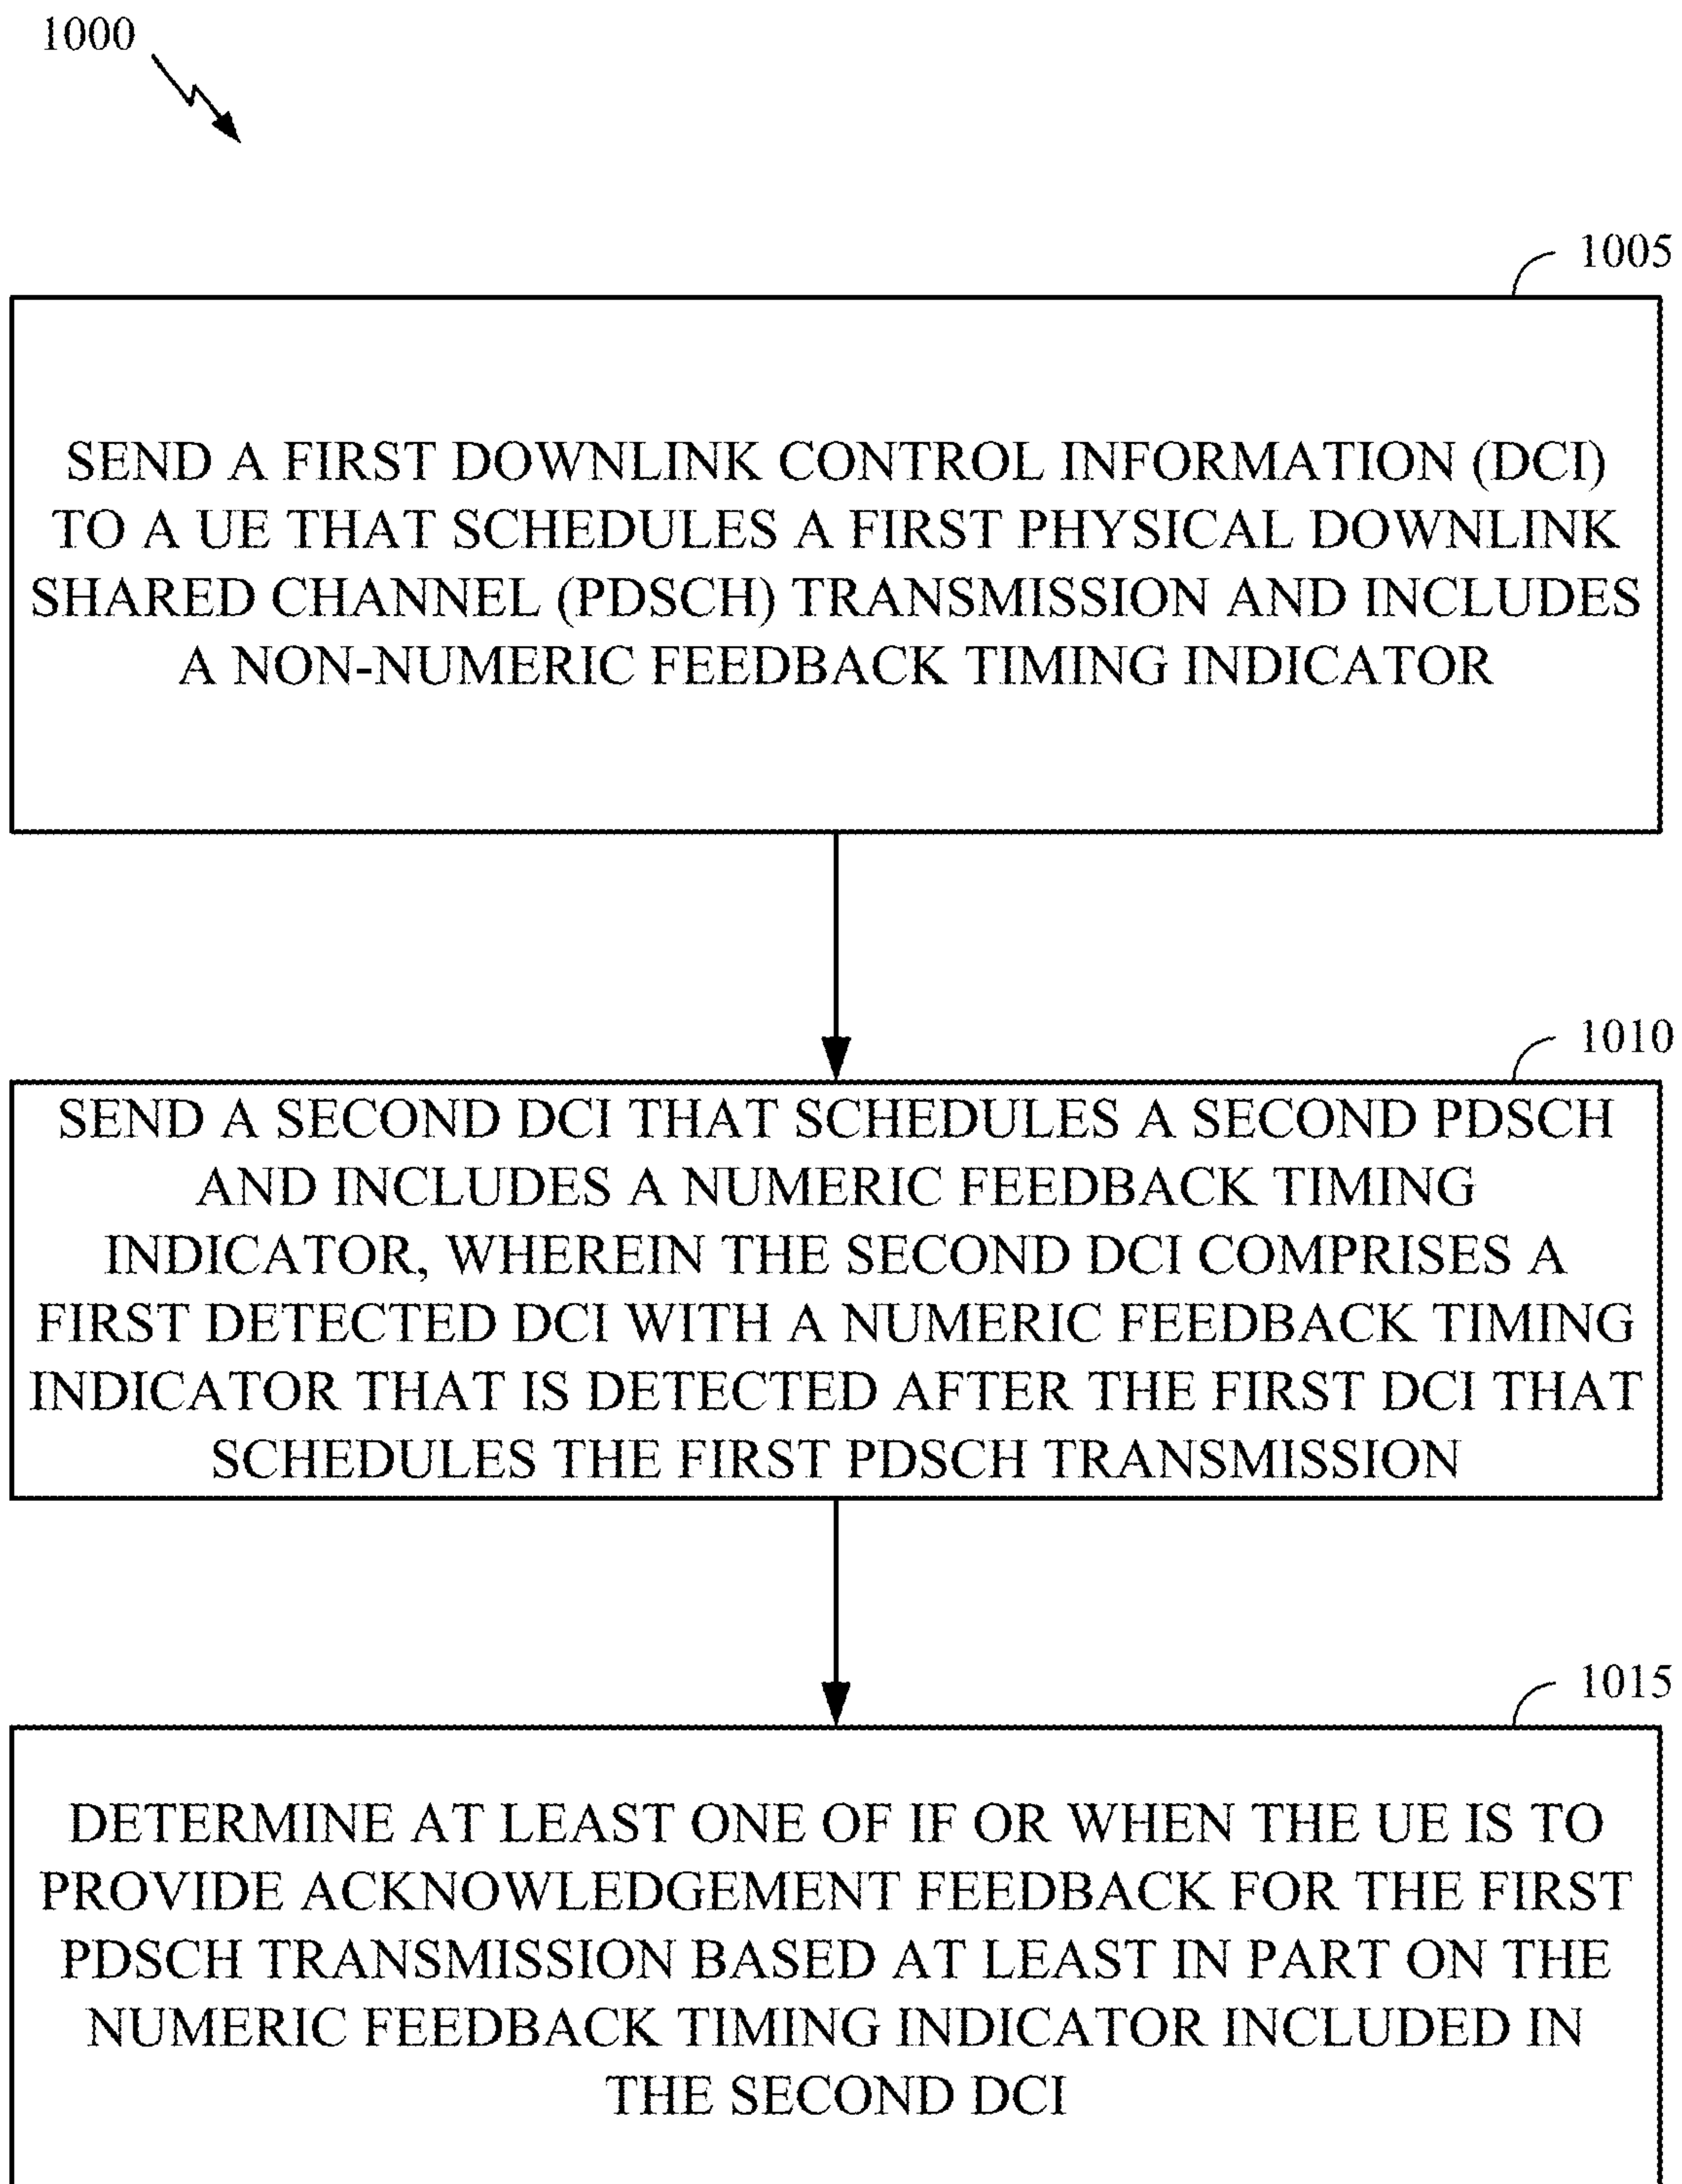 1000
1005
SEND A FIRST DOWNLINK CONTROL INFORMATION (DCI)
TO A UE THAT SCHEDULES A FIRST PHYSICAL DOWNLINK
SHARED CHANNEL (PDSCH) TRANSMISSION AND INCLUDES
A NON-NUMERIC FEEDBACK TIMING INDICATOR
1010
SEND A SECOND DCI THAT SCHEDULES A SECOND PDSCH
AND INCLUDES A NUMERIC FEEDBACK TIMING
INDICATOR, WHEREIN THE SECOND DCI COMPRISES A
FIRST DETECTED DCI WITH A NUMERIC FEEDBACK TIMING
INDICATOR THAT IS DETECTED AFTER THE FIRST DCI THAT
SCHEDULES THE FIRST PDSCH TRANSMISSION
1015
DETERMINE AT LEAST ONE OF IF OR WHEN THE UE IS TO
PROVIDE ACKNOWLEDGEMENT FEEDBACK FOR THE FIRST
PDSCH TRANSMISSION BASED AT LEAST IN PART ON THE
NUMERIC FEEDBACK TIMING INDICATOR INCLUDED IN
THE SECOND DCI